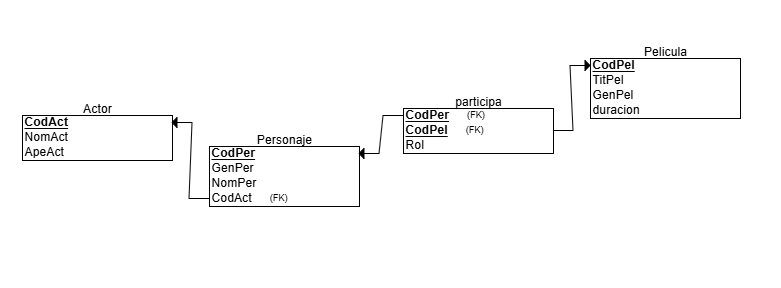 Actor
CodAct
NomAct
ApeAct
Personaje
CodPer
GenPer
NomPer
CodAct (FK)
participa
CodPer (FK)
CodPel (FK)
Rol
Pelicula
CodPel
TitPel
GenPel
duracion